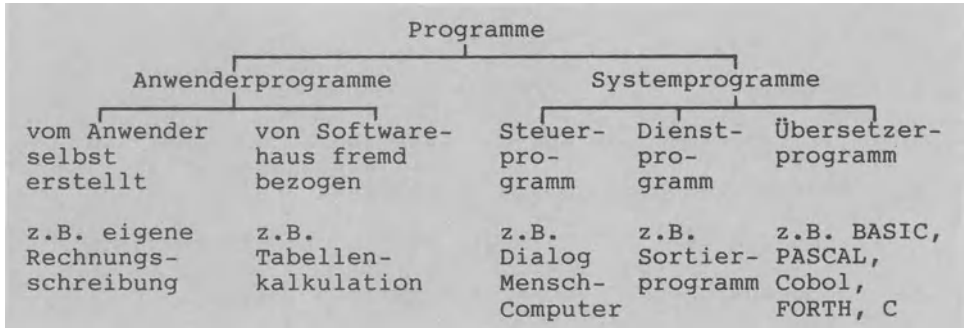 Programme
Anwenderprogramme Systemprogramme
vom Anwender von Software- Steuer- Dienst- Übersetzer-
selbst haus fremd pro- pro- programm
erstellt bezogen gramm gramm
z.B. eigene z.B. z.B. z.B. z.B. BASIC,
Rechnungs- Tabellen- Dialog Sortier- PASCAL,
schreibung kalkulation Mensch- programm Cobol,
Computer FORTH, C